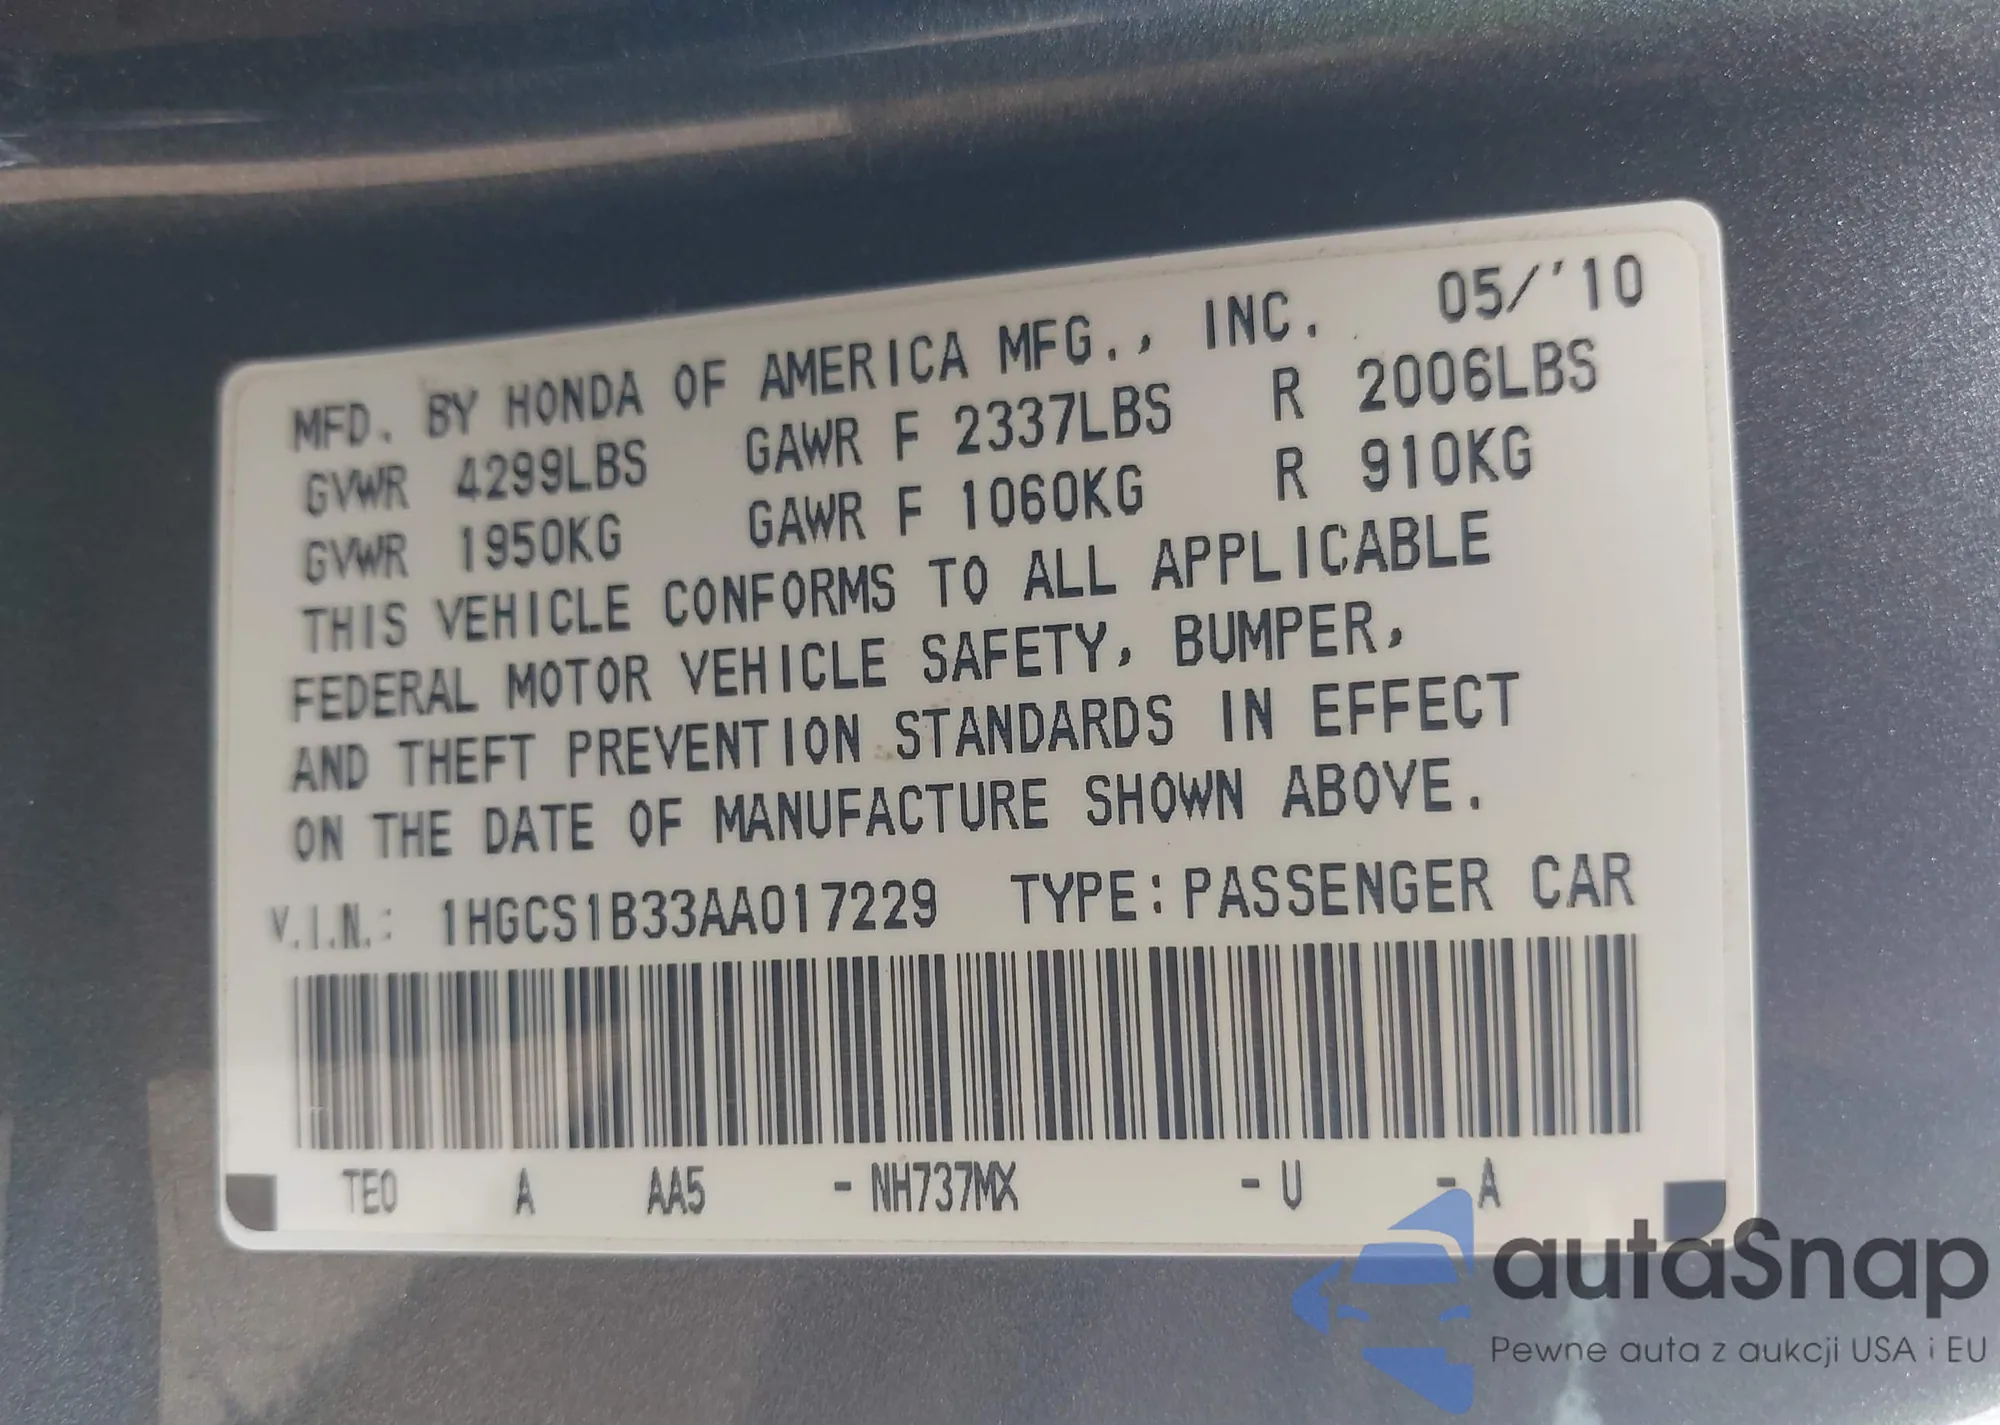 MFD. BY HONDA OF AMERICA MFG., INC. 05/'10
GVWR 4299LBS GAWR F 2337LBS R 2006LBS
GVWR 1950KG GAWR F 1060KG R 910KG
THIS VEHICLE CONFORMS TO ALL APPLICABLE
FEDERAL MOTOR VEHICLE SAFETY, BUMPER,
AND THEFT PREVENTION STANDARDS IN EFFECT
ON THE DATE OF MANUFACTURE SHOWN ABOVE.
V.I.N.: 1HGCS1B33AA017229 TYPE: PASSENGER CAR
TE0 A AA5 - NH737MX - U - A
autaSnap
Pewne auta z aukcji USA i EU